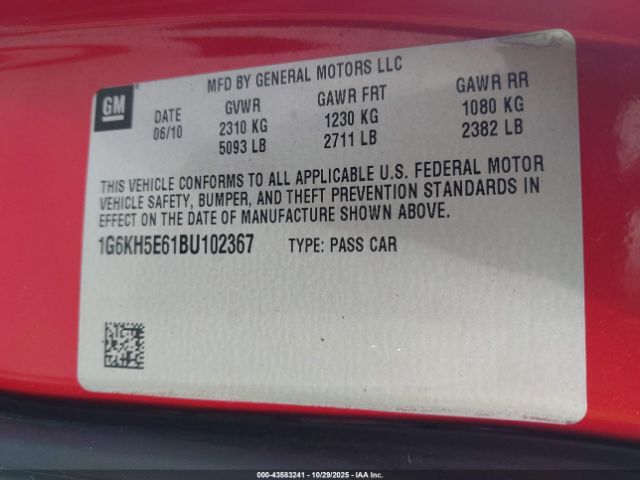 MFD BY GENERAL MOTORS LLC
GM
DATE GVWR GAWR FRT GAWR RR
06/10 2310 KG 1230 KG 1080 KG
5093 LB 2711 LB 2382 LB
THIS VEHICLE CONFORMS TO ALL APPLICABLE U.S. FEDERAL MOTOR
VEHICLE SAFETY, BUMPER, AND THEFT PREVENTION STANDARDS IN
EFFECT ON THE DATE OF MANUFACTURE SHOWN ABOVE.
1G6KH5E61BU102367 TYPE: PASS CAR
000-43583241 - 10/29/2025 - IAA Inc.